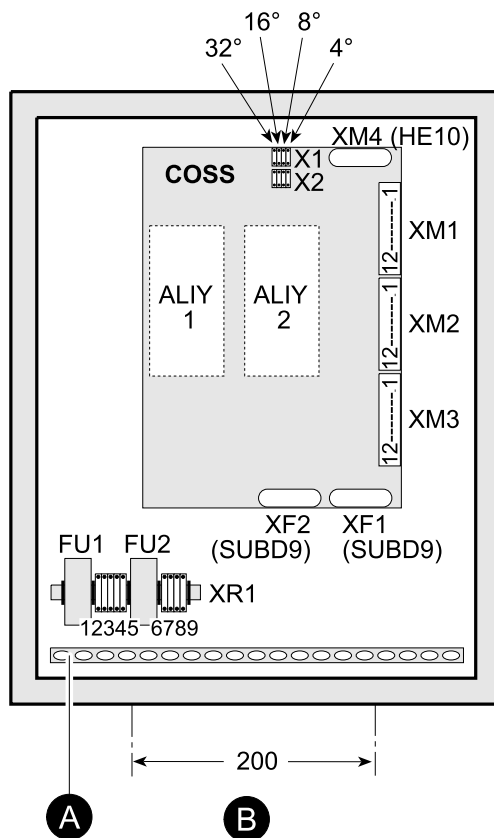 16° 8°
32° 4°
XM4 (HE10)
X1
COSS
X2
12-------1
XM1
ALIY
1
ALIY
2
12-------1
XM2
12-------1
XM3
XF2
(SUBD9)
XF1
(SUBD9)
FU1 FU2
XR1
12345 6789
200
A
B